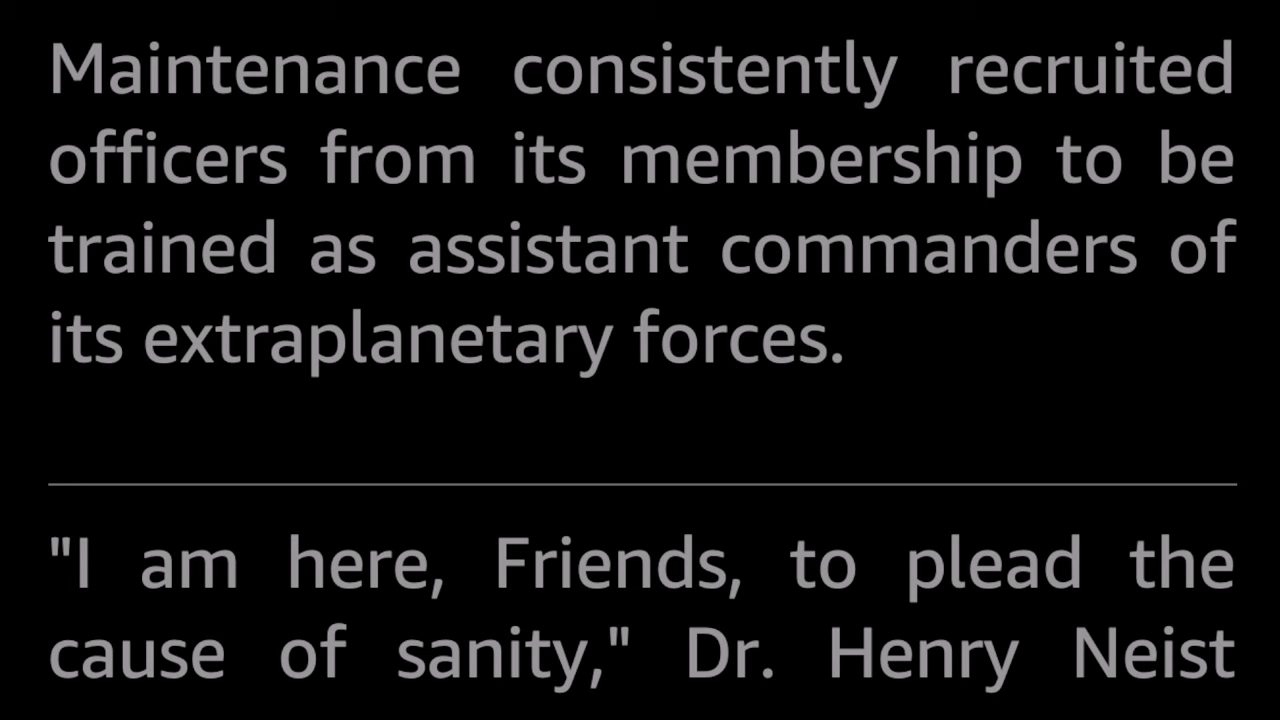 Maintenance consistently recruited
officers from its membership to be
trained as assistant commanders of
its extraplanetary forces.
"I am here, Friends, to plead the
cause of sanity," Dr. Henry Neist